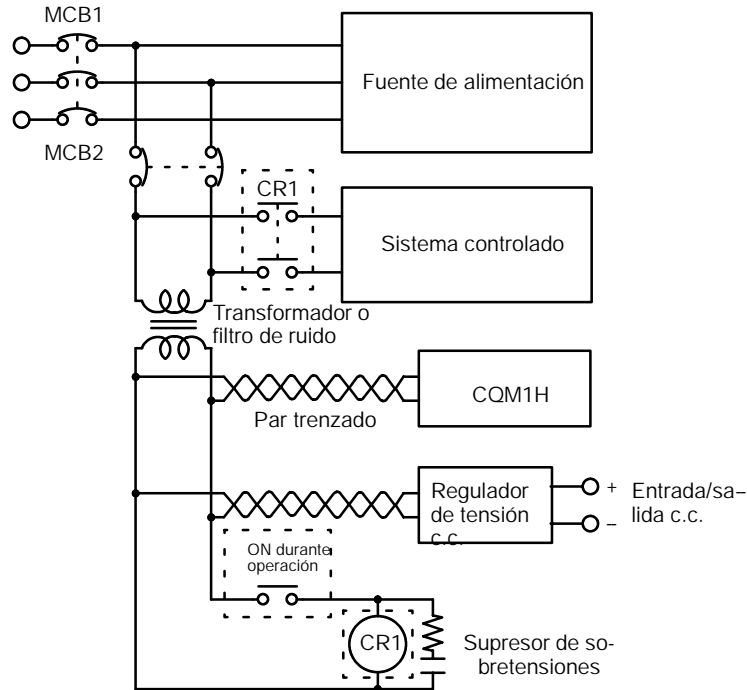 MCB1
Fuente de alimentación
MCB2
CR1
Sistema controlado
Transformador o
filtro de ruido
CQM1H
Par trenzado
Regulador
de tensión
c.c.
+
–
Entrada/sa–
lida c.c.
ON durante
operación
CR1
Supresor de so-
bretensiones